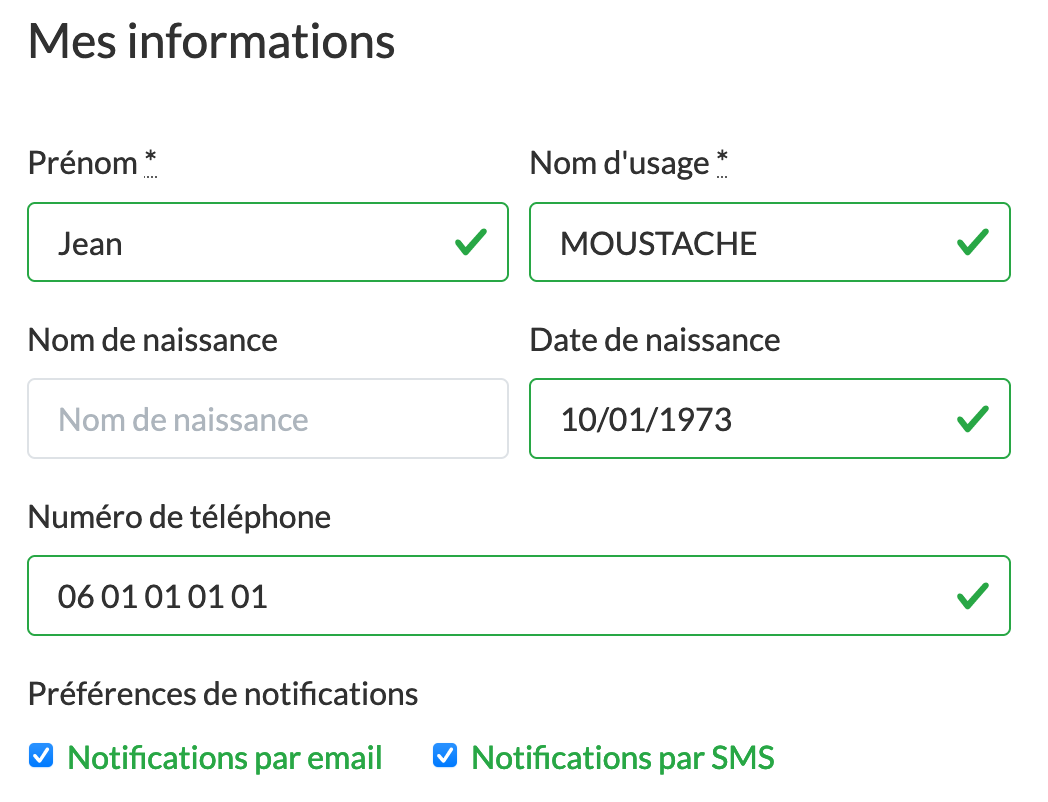 Mes informations
Prénom * Nom d'usage *
Jean MOUSTACHE
Nom de naissance Date de naissance
Nom de naissance 10/01/1973
Numéro de téléphone
06 01 01 01 01
Préférences de notifications
Notifications par email Notifications par SMS